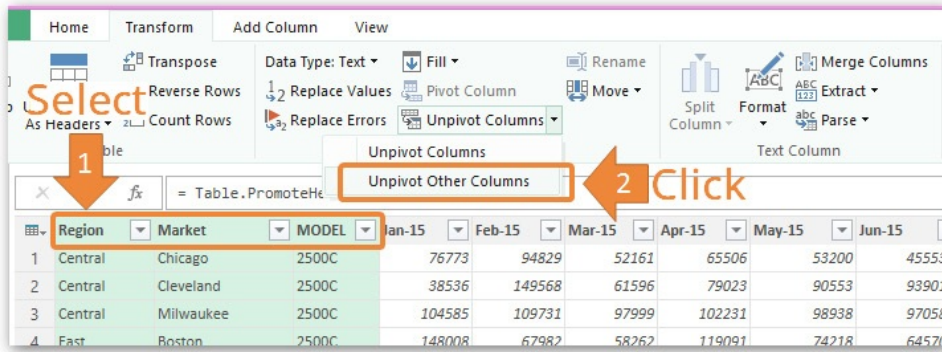 Home Transform Add Column View
Transpose Data Type: Text Fill Rename Merge Columns
Select Reverse Rows Replace Values Pivot Column Move Split Column Format Extract
As Headers Count Rows Replace Errors Unpivot Columns Parse
ble Text Column
1 Unpivot Columns
fx = Table.PromoteHe Unpivot Other Columns 2 Click
Region Market MODEL Jan-15 Feb-15 Mar-15 Apr-15 May-15 Jun-15
1 Central Chicago 2500C 76773 94829 52161 65506 53200 45553
2 Central Cleveland 2500C 38536 149568 61596 79023 90553 93901
3 Central Milwaukee 2500C 104585 109731 97999 102231 98938 97058
4 East Boston 2500C 148008 67982 58262 119091 74218 64570